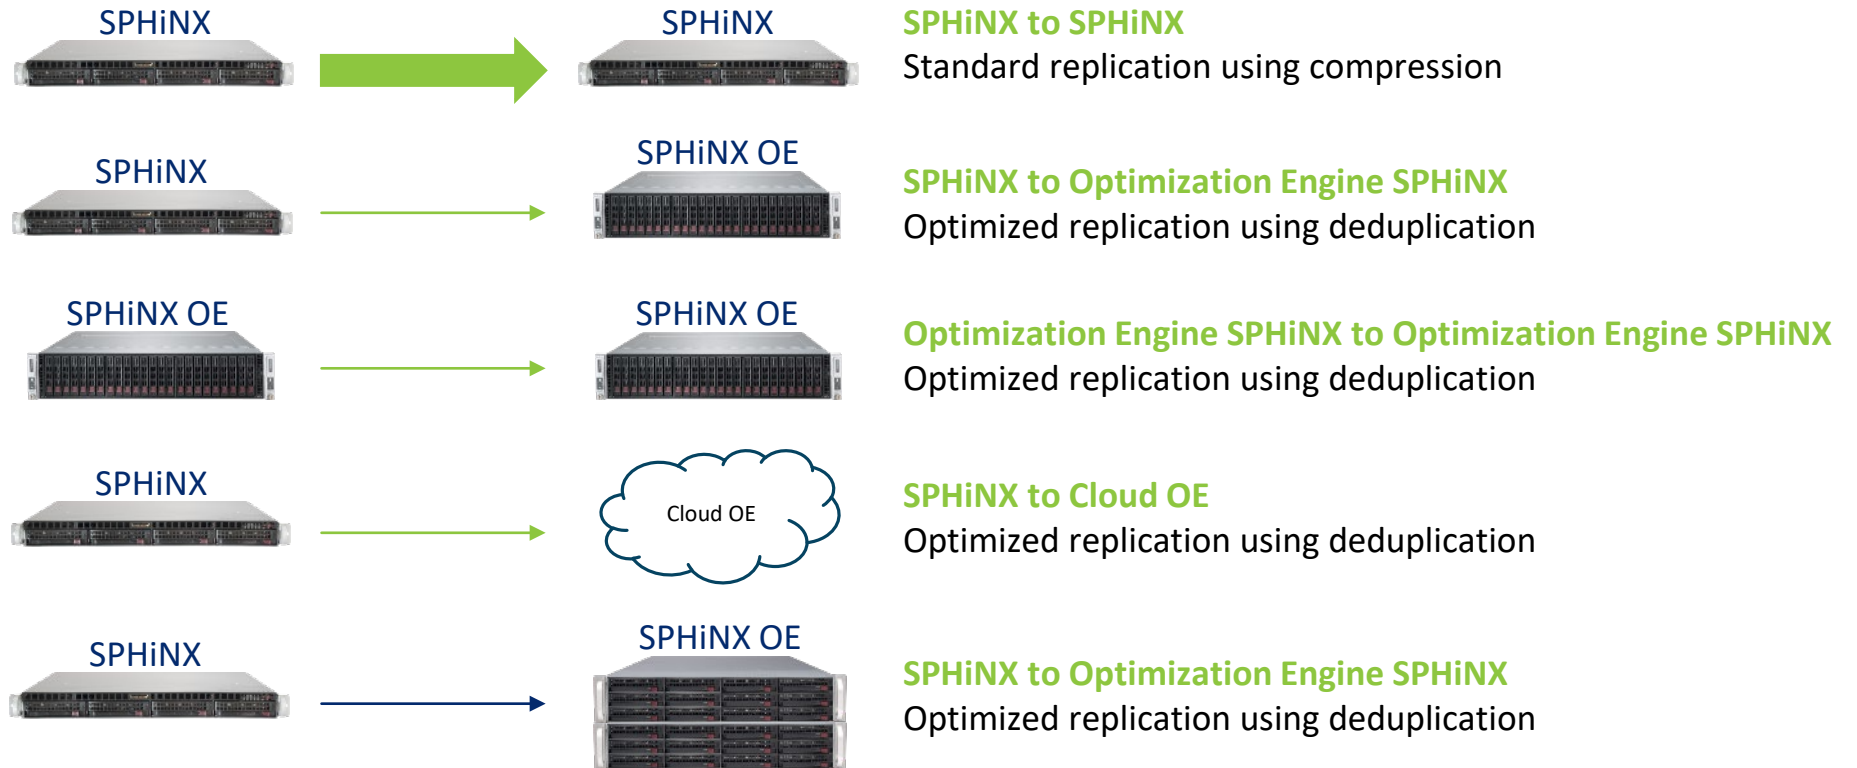 SPHiNX
SPHiNX
SPHiNX to SPHiNX
Standard replication using compression
SPHiNX
SPHiNX OE
SPHiNX to Optimization Engine SPHiNX
Optimized replication using deduplication
SPHiNX OE
SPHiNX OE
Optimization Engine SPHiNX to Optimization Engine SPHiNX
Optimized replication using deduplication
SPHiNX
Cloud OE
SPHiNX to Cloud OE
Optimized replication using deduplication
SPHiNX
SPHiNX OE
SPHiNX to Optimization Engine SPHiNX
Optimized replication using deduplication